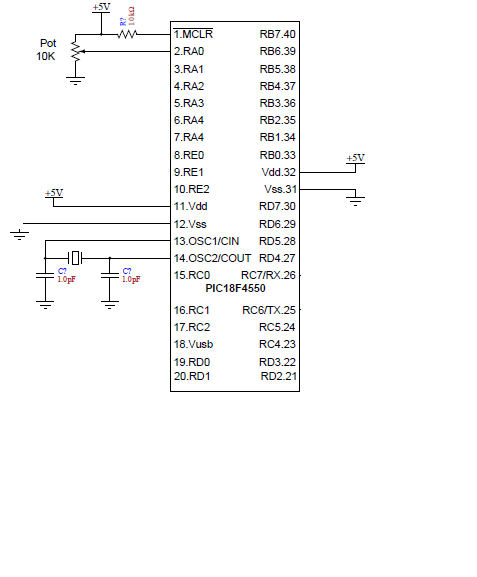 +5V
R?
10kΩ
Pot
10K
1.MCLR RB7.40
2.RA0 RB6.39
3.RA1 RB5.38
4.RA2 RB4.37
5.RA3 RB3.36
6.RA4 RB2.35
7.RA4 RB1.34
8.RE0 RB0.33
+5V
9.RE1 Vdd.32
10.RE2 Vss.31
+5V
11.Vdd RD7.30
12.Vss RD6.29
13.OSC1/CIN RD5.28
14.OSC2/COUT RD4.27
C?
1.0pF
C?
1.0pF
15.RC0 RC7/RX.26
PIC18F4550
16.RC1 RC6/TX.25
17.RC2 RC5.24
18.Vusb RC4.23
19.RD0 RD3.22
20.RD1 RD2.21